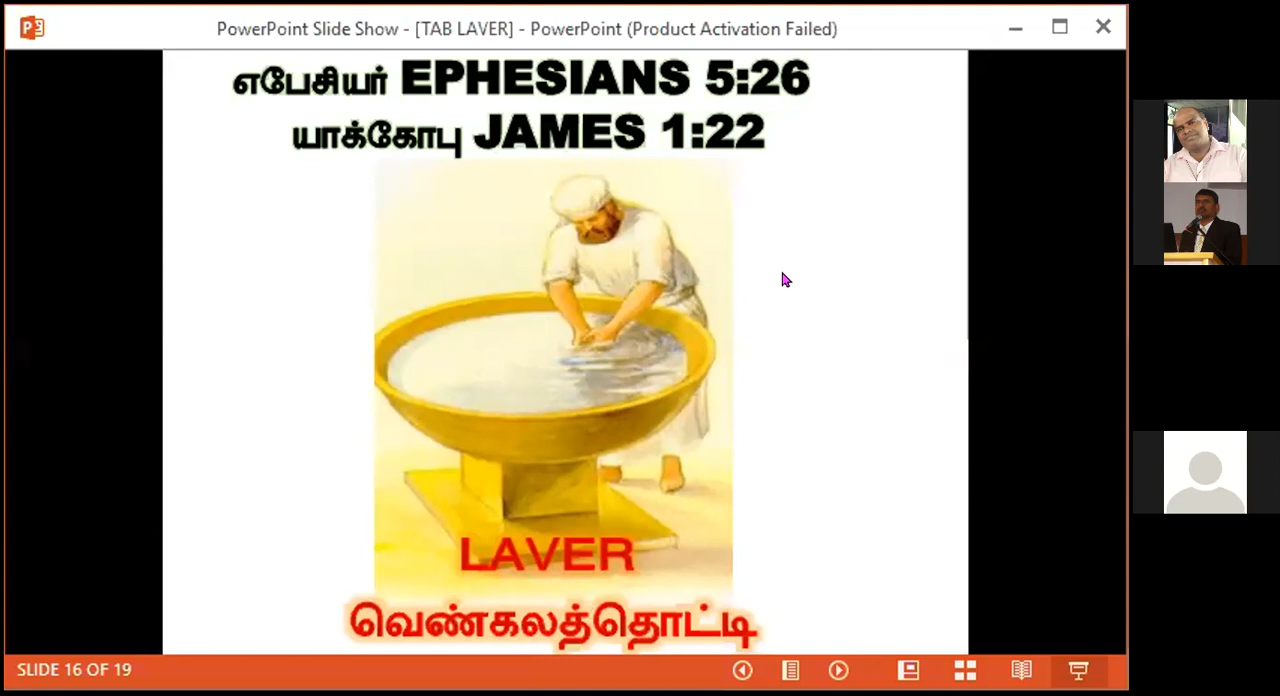 PowerPoint Slide Show - [TAB LAVER] - PowerPoint (Product Activation Failed)
எபேசியர் EPHESIANS 5:26
யாக்கோபு JAMES 1:22
LAVER
வெண்கலத்தொட்டி
SLIDE 16 OF 19